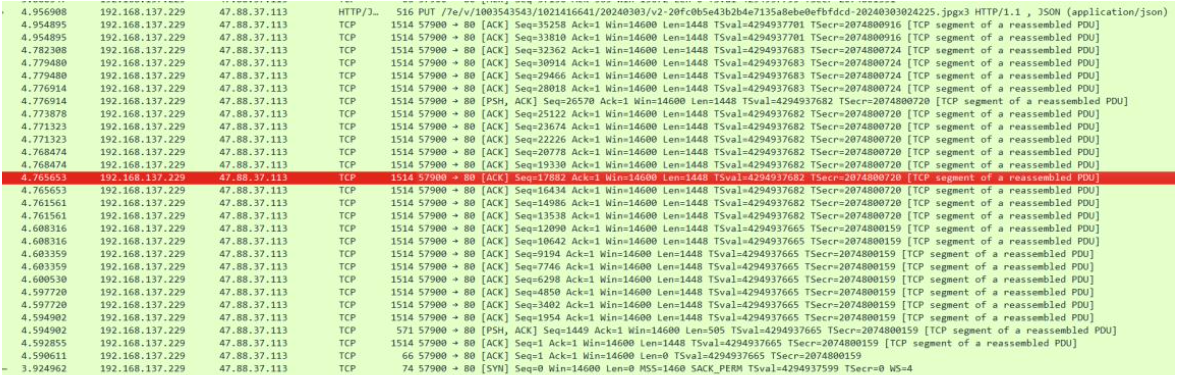 4.956908 192.168.137.229 47.88.37.113 HTTP/J… 516 PUT /7e/v/1003543543/1021416641/20240303/v2-20fc0b5e43b2b4e7135a8ebe0efbfdcd-20240303024225.jpgx3 HTTP/1.1 , JSON (application/json)
4.954895 192.168.137.229 47.88.37.113 TCP 1514 57900 → 80 [ACK] Seq=35258 Ack=1 Win=14600 Len=1448 TSval=4294937701 TSecr=2074800916 [TCP segment of a reassembled PDU]
4.954895 192.168.137.229 47.88.37.113 TCP 1514 57900 → 80 [ACK] Seq=33810 Ack=1 Win=14600 Len=1448 TSval=4294937701 TSecr=2074800916 [TCP segment of a reassembled PDU]
4.782308 192.168.137.229 47.88.37.113 TCP 1514 57900 → 80 [ACK] Seq=32362 Ack=1 Win=14600 Len=1448 TSval=4294937683 TSecr=2074800724 [TCP segment of a reassembled PDU]
4.779480 192.168.137.229 47.88.37.113 TCP 1514 57900 → 80 [ACK] Seq=30914 Ack=1 Win=14600 Len=1448 TSval=4294937683 TSecr=2074800724 [TCP segment of a reassembled PDU]
4.779480 192.168.137.229 47.88.37.113 TCP 1514 57900 → 80 [ACK] Seq=29466 Ack=1 Win=14600 Len=1448 TSval=4294937683 TSecr=2074800724 [TCP segment of a reassembled PDU]
4.776914 192.168.137.229 47.88.37.113 TCP 1514 57900 → 80 [ACK] Seq=28018 Ack=1 Win=14600 Len=1448 TSval=4294937683 TSecr=2074800724 [TCP segment of a reassembled PDU]
4.776914 192.168.137.229 47.88.37.113 TCP 1514 57900 → 80 [PSH, ACK] Seq=26570 Ack=1 Win=14600 Len=1448 TSval=4294937682 TSecr=2074800720 [TCP segment of a reassembled PDU]
4.773878 192.168.137.229 47.88.37.113 TCP 1514 57900 → 80 [ACK] Seq=25122 Ack=1 Win=14600 Len=1448 TSval=4294937682 TSecr=2074800720 [TCP segment of a reassembled PDU]
4.771323 192.168.137.229 47.88.37.113 TCP 1514 57900 → 80 [ACK] Seq=23674 Ack=1 Win=14600 Len=1448 TSval=4294937682 TSecr=2074800720 [TCP segment of a reassembled PDU]
4.771323 192.168.137.229 47.88.37.113 TCP 1514 57900 → 80 [ACK] Seq=22226 Ack=1 Win=14600 Len=1448 TSval=4294937682 TSecr=2074800720 [TCP segment of a reassembled PDU]
4.768474 192.168.137.229 47.88.37.113 TCP 1514 57900 → 80 [ACK] Seq=20778 Ack=1 Win=14600 Len=1448 TSval=4294937682 TSecr=2074800720 [TCP segment of a reassembled PDU]
4.768474 192.168.137.229 47.88.37.113 TCP 1514 57900 → 80 [ACK] Seq=19330 Ack=1 Win=14600 Len=1448 TSval=4294937682 TSecr=2074800720 [TCP segment of a reassembled PDU]
4.765653 192.168.137.229 47.88.37.113 TCP 1514 57900 → 80 [ACK] Seq=17882 Ack=1 Win=14600 Len=1448 TSval=4294937682 TSecr=2074800720 [TCP segment of a reassembled PDU]
4.765653 192.168.137.229 47.88.37.113 TCP 1514 57900 → 80 [ACK] Seq=16434 Ack=1 Win=14600 Len=1448 TSval=4294937682 TSecr=2074800720 [TCP segment of a reassembled PDU]
4.761561 192.168.137.229 47.88.37.113 TCP 1514 57900 → 80 [ACK] Seq=14986 Ack=1 Win=14600 Len=1448 TSval=4294937682 TSecr=2074800720 [TCP segment of a reassembled PDU]
4.761561 192.168.137.229 47.88.37.113 TCP 1514 57900 → 80 [ACK] Seq=13538 Ack=1 Win=14600 Len=1448 TSval=4294937682 TSecr=2074800720 [TCP segment of a reassembled PDU]
4.608316 192.168.137.229 47.88.37.113 TCP 1514 57900 → 80 [ACK] Seq=12090 Ack=1 Win=14600 Len=1448 TSval=4294937665 TSecr=2074800159 [TCP segment of a reassembled PDU]
4.608316 192.168.137.229 47.88.37.113 TCP 1514 57900 → 80 [ACK] Seq=10642 Ack=1 Win=14600 Len=1448 TSval=4294937665 TSecr=2074800159 [TCP segment of a reassembled PDU]
4.603359 192.168.137.229 47.88.37.113 TCP 1514 57900 → 80 [ACK] Seq=9194 Ack=1 Win=14600 Len=1448 TSval=4294937665 TSecr=2074800159 [TCP segment of a reassembled PDU]
4.603359 192.168.137.229 47.88.37.113 TCP 1514 57900 → 80 [ACK] Seq=7746 Ack=1 Win=14600 Len=1448 TSval=4294937665 TSecr=2074800159 [TCP segment of a reassembled PDU]
4.600530 192.168.137.229 47.88.37.113 TCP 1514 57900 → 80 [ACK] Seq=6298 Ack=1 Win=14600 Len=1448 TSval=4294937665 TSecr=2074800159 [TCP segment of a reassembled PDU]
4.597720 192.168.137.229 47.88.37.113 TCP 1514 57900 → 80 [ACK] Seq=4850 Ack=1 Win=14600 Len=1448 TSval=4294937665 TSecr=2074800159 [TCP segment of a reassembled PDU]
4.597720 192.168.137.229 47.88.37.113 TCP 1514 57900 → 80 [ACK] Seq=3402 Ack=1 Win=14600 Len=1448 TSval=4294937665 TSecr=2074800159 [TCP segment of a reassembled PDU]
4.594902 192.168.137.229 47.88.37.113 TCP 1514 57900 → 80 [ACK] Seq=1954 Ack=1 Win=14600 Len=1448 TSval=4294937665 TSecr=2074800159 [TCP segment of a reassembled PDU]
4.594902 192.168.137.229 47.88.37.113 TCP 571 57900 → 80 [PSH, ACK] Seq=1449 Ack=1 Win=14600 Len=505 TSval=4294937665 TSecr=2074800159 [TCP segment of a reassembled PDU]
4.592855 192.168.137.229 47.88.37.113 TCP 1514 57900 → 80 [ACK] Seq=1 Ack=1 Win=14600 Len=1448 TSval=4294937665 TSecr=2074800159 [TCP segment of a reassembled PDU]
4.590611 192.168.137.229 47.88.37.113 TCP 66 57900 → 80 [ACK] Seq=1 Ack=1 Win=14600 Len=0 TSval=4294937665 TSecr=2074800159
3.924962 192.168.137.229 47.88.37.113 TCP 74 57900 → 80 [SYN] Seq=0 Win=14600 Len=0 MSS=1460 SACK_PERM TSval=4294937599 TSecr=0 WS=4